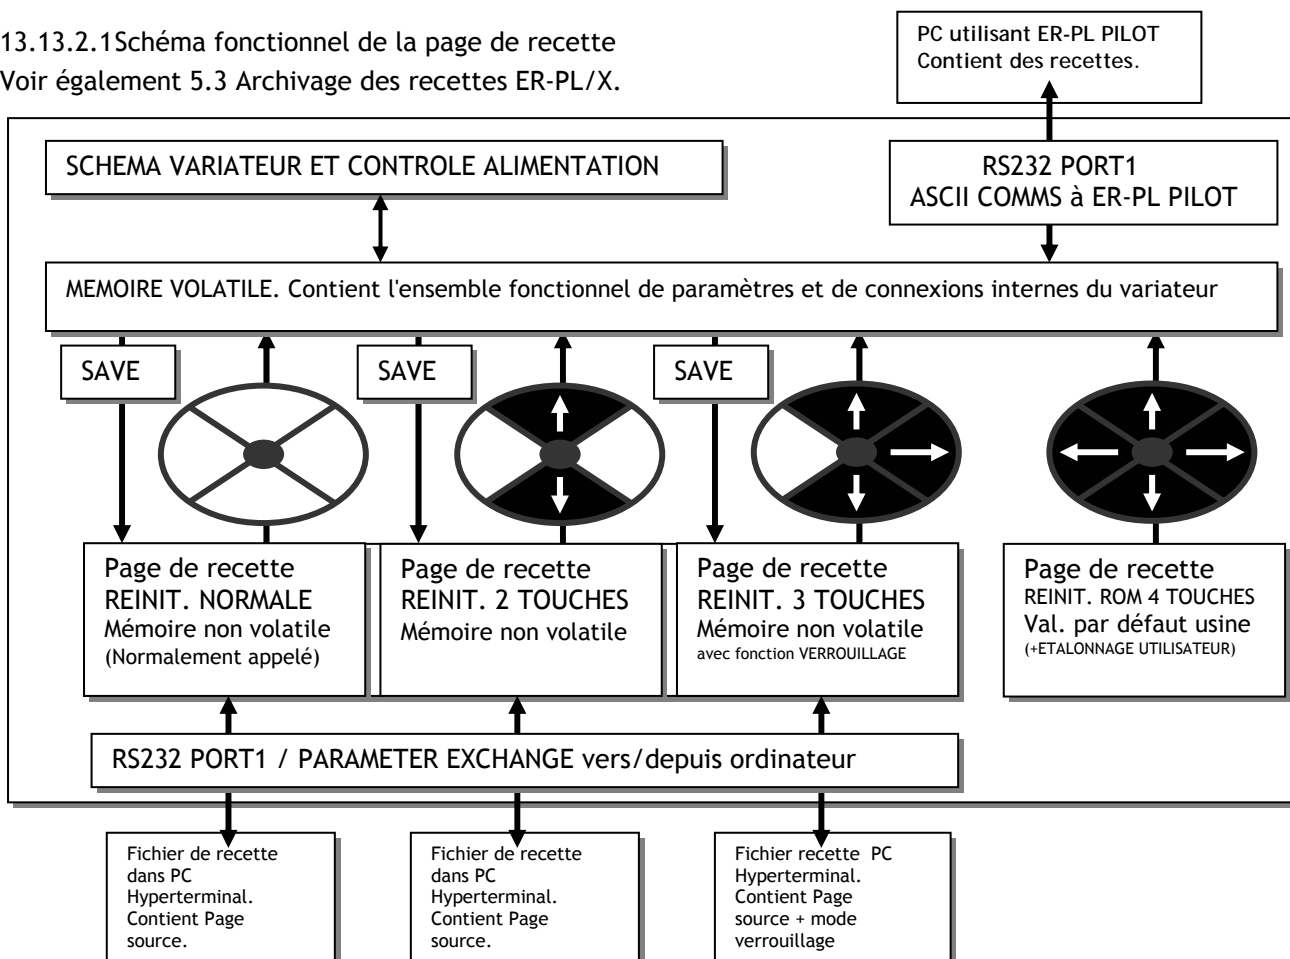 13.13.2.1Schéma fonctionnel de la page de recette
Voir également 5.3 Archivage des recettes ER-PL/X.
PC utilisant ER-PL PILOT
Contient des recettes.
SCHEMA VARIATEUR ET CONTROLE ALIMENTATION
RS232 PORT1
ASCII COMMS à ER-PL PILOT
MEMOIRE VOLATILE. Contient l'ensemble fonctionnel de paramètres et de connexions internes du variateur
SAVE
SAVE
SAVE
Page de recette
REINIT. NORMALE
Mémoire non volatile
(Normalement appelé)
Page de recette
REINIT. 2 TOUCHES
Mémoire non volatile
Page de recette
REINIT. 3 TOUCHES
Mémoire non volatile
avec fonction VERROUILLAGE
Page de recette
REINIT. ROM 4 TOUCHES
Val. par défaut usine
(+ETALONNAGE UTILISATEUR)
RS232 PORT1 / PARAMETER EXCHANGE vers/depuis ordinateur
Fichier de recette
dans PC
Hyperterminal.
Contient Page
source.
Fichier de recette
dans PC
Hyperterminal.
Contient Page
source.
Fichier recette  PC
Hyperterminal.
Contient Page
source + mode
verrouillage